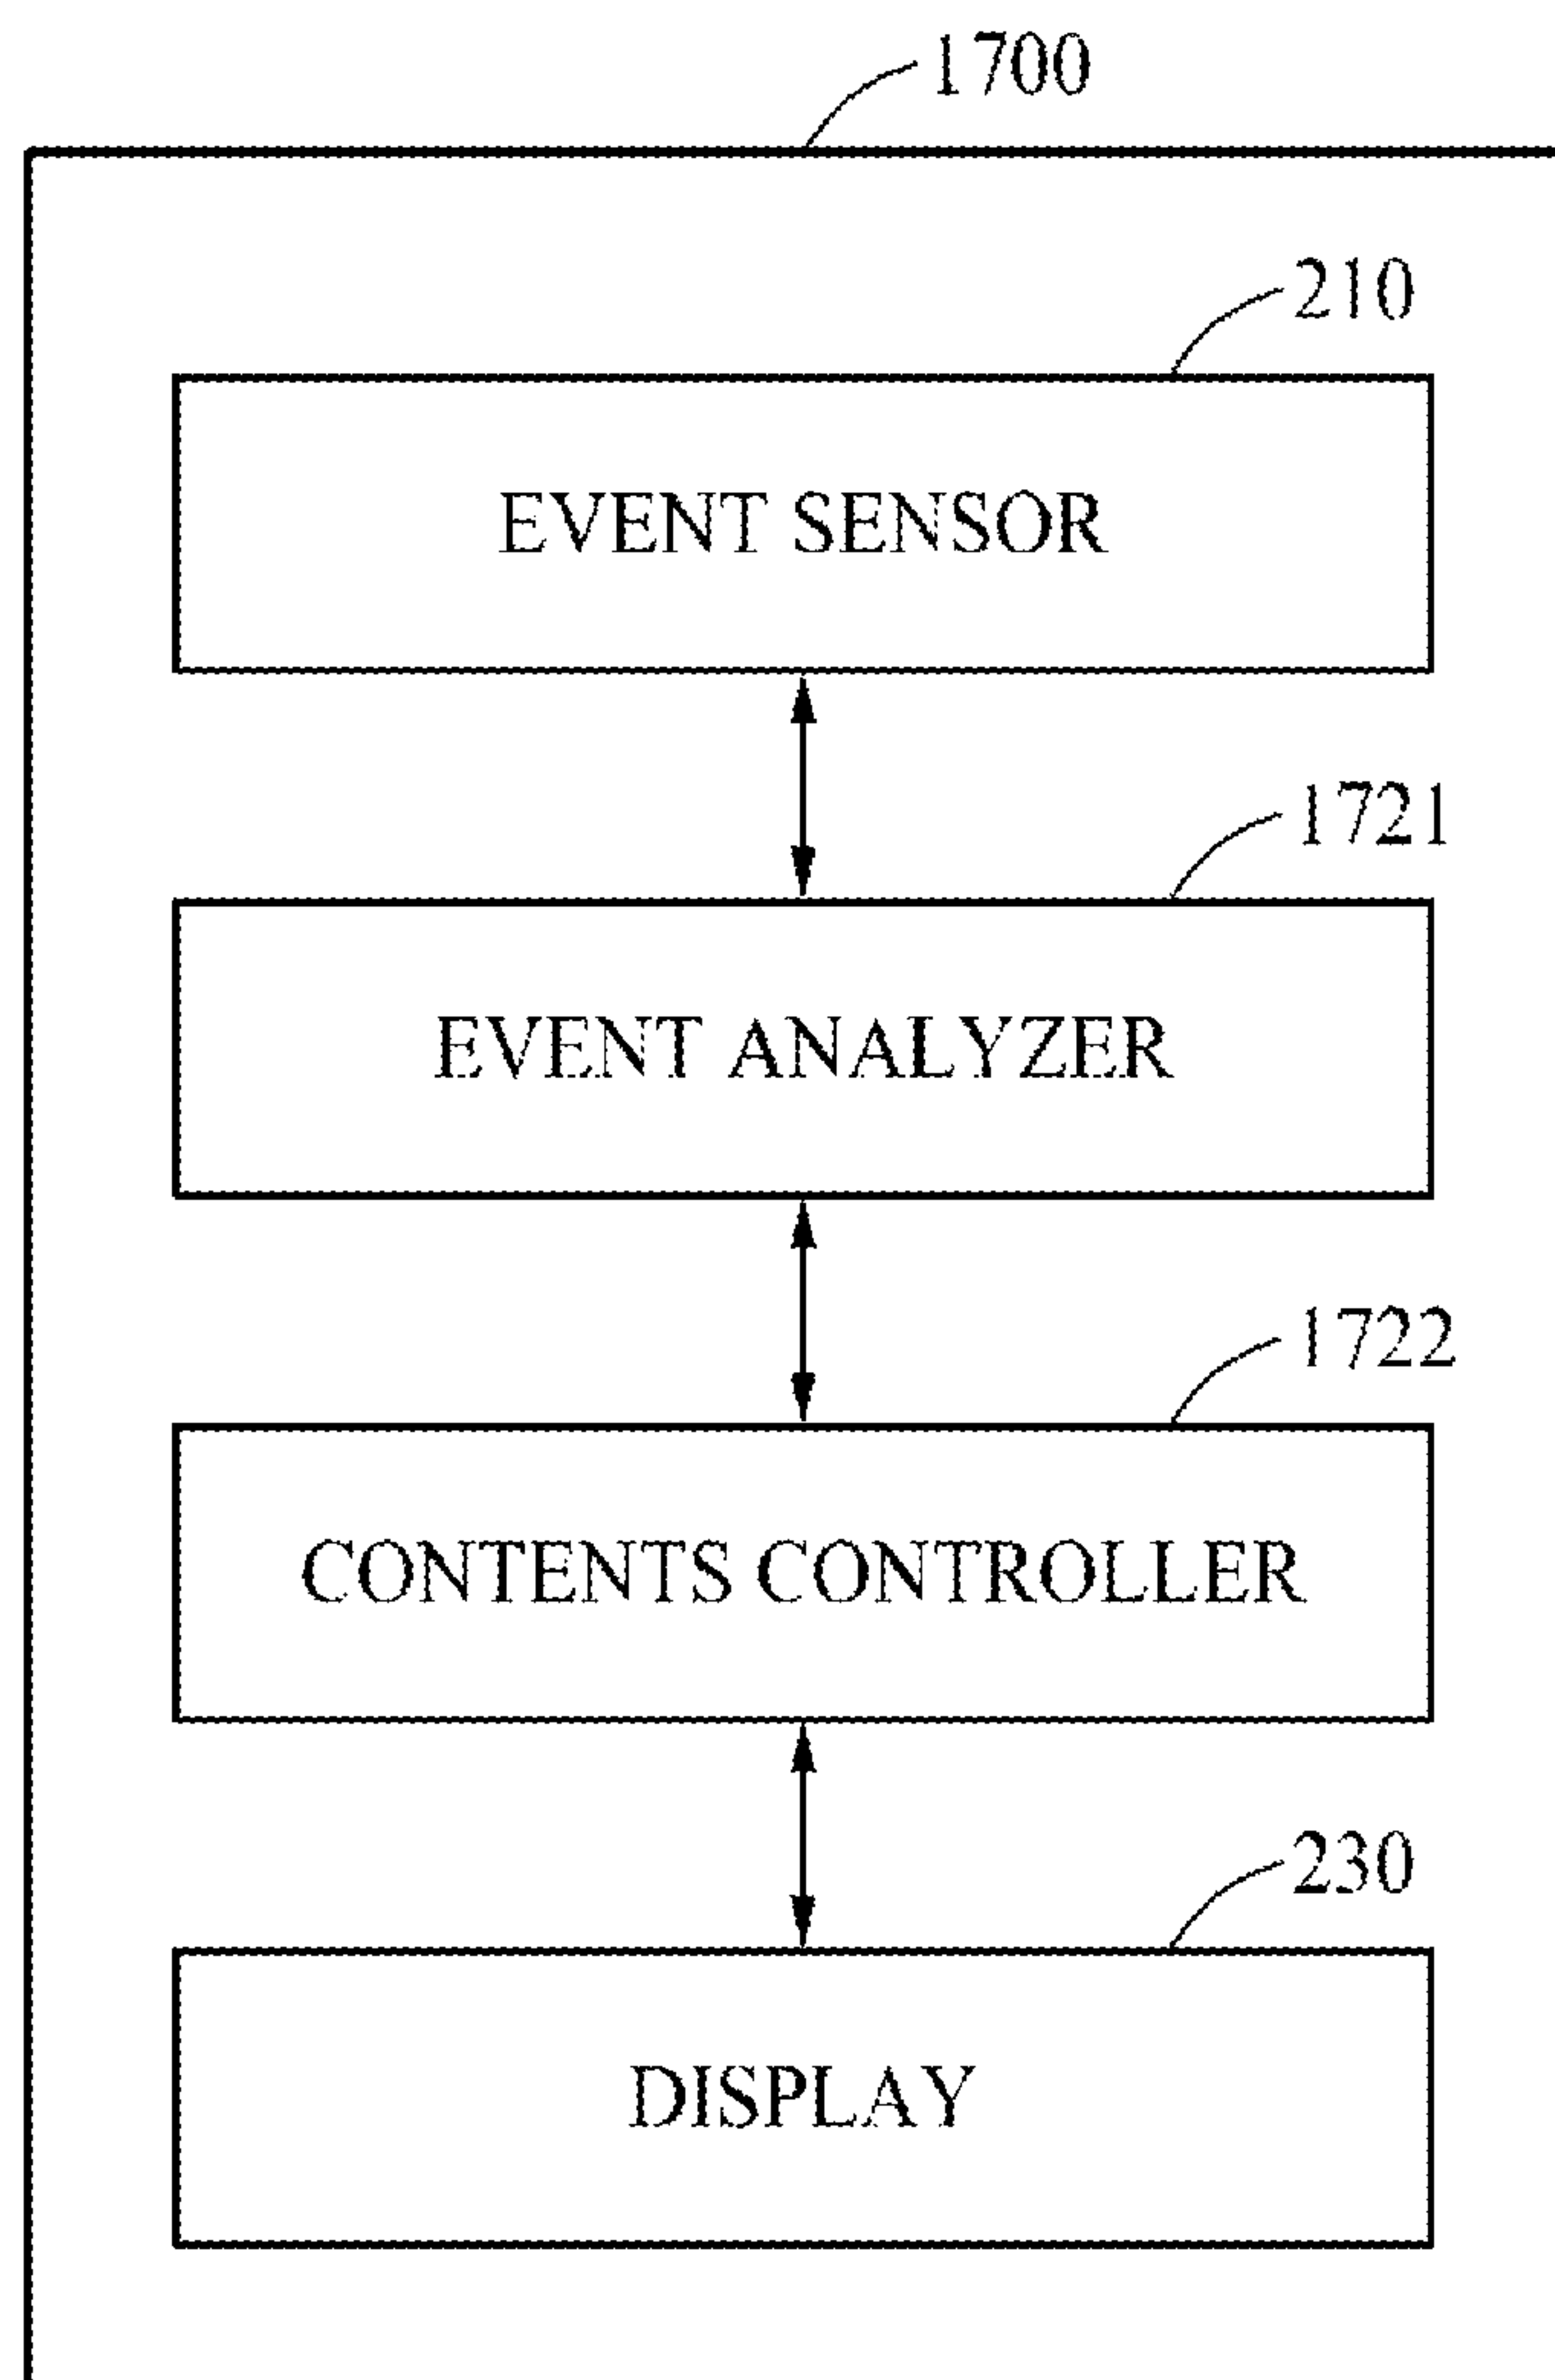 1700
210
EVENT SENSOR
1721
EVENT ANALYZER
1722
CONTENTS CONTROLLER
230
DISPLAY